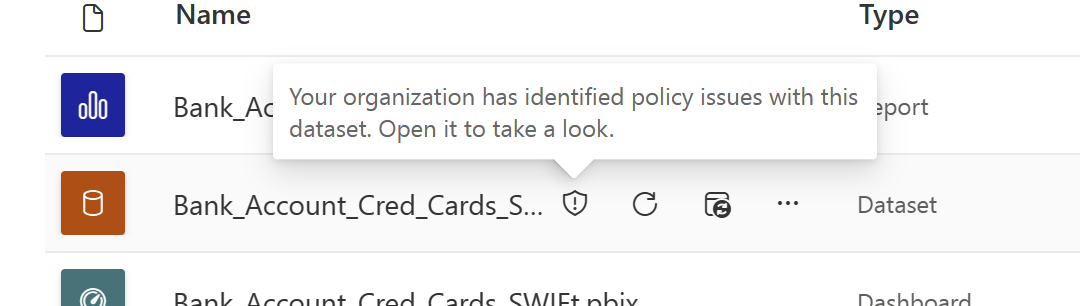 Name Type
Your organization has identified policy issues with this
dataset. Open it to take a look.
Bank_Ac eport
Bank_Account_Cred_Cards_S... Dataset
Bank_Account_Cred_Cards_SWIFt.pbix Dashboard